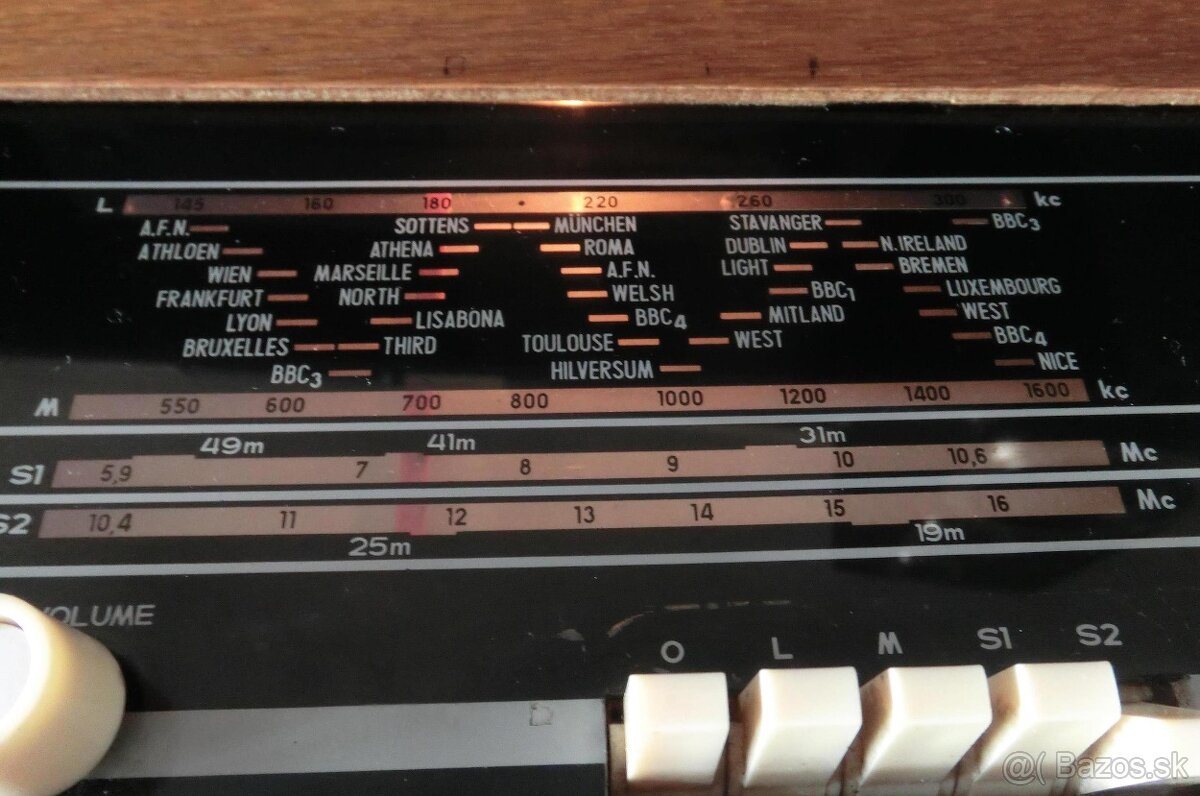 L 145 160 180 220 260 300 kc
A.F.N. SOTTENS MÜNCHEN STAVANGER BBC3
ATHLOEN ATHENA ROMA DUBLIN N.IRELAND
WIEN MARSEILLE A.F.N. LIGHT BREMEN
FRANKFURT NORTH WELSH BBC1 LUXEMBOURG
LYON LISABONA BBC4 MITLAND WEST
BRUXELLES THIRD TOULOUSE WEST BBC4
BBC3 HILVERSUM NICE
M 550 600 700 800 1000 1200 1400 1600 kc
49m 41m 31m
S1 5,9 7 8 9 10 10,6 Mc
S2 10,4 11 12 13 14 15 16 Mc
25m 19m
VOLUME
O L M S1 S2
@( Bazos.sk